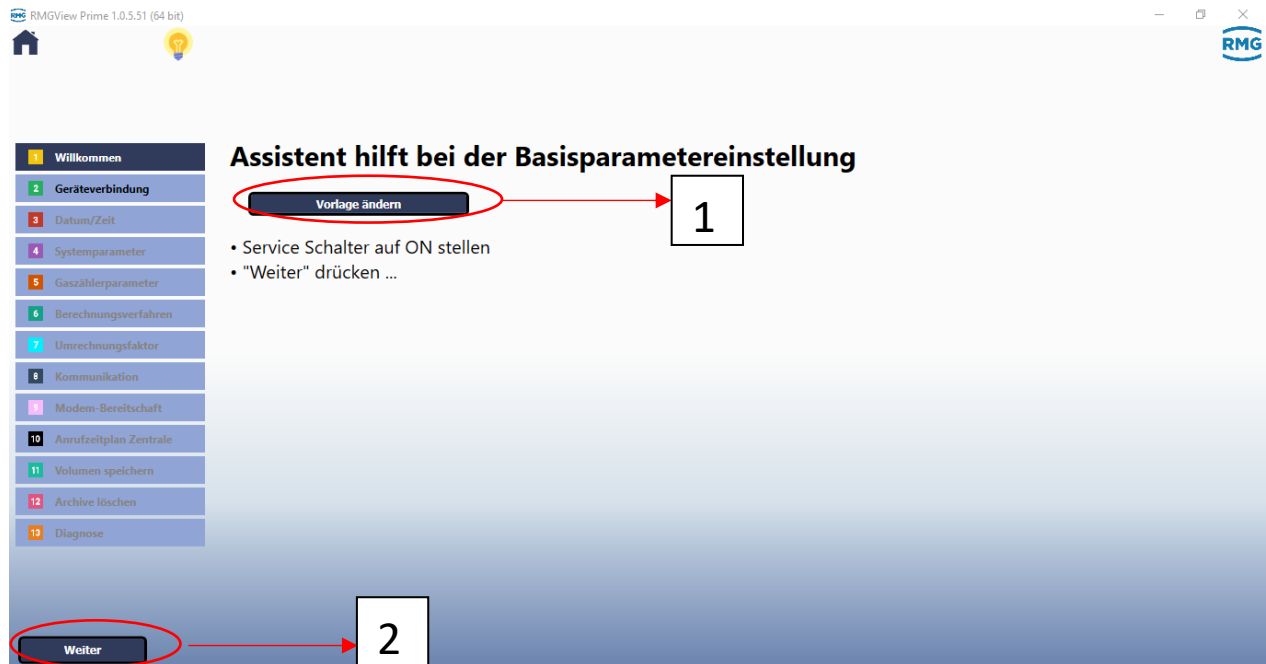 RMG RMGView Prime 1.0.5.51 (64 bit)
RMG
1 Willkommen
2 Geräteverbindung
3 Datum/Zeit
4 Systemparameter
5 Gaszählerparameter
6 Berechnungsverfahren
7 Umrechnungsfaktor
8 Kommunikation
9 Modem-Bereitschaft
10 Anrufzeitplan Zentrale
11 Volumen speichern
12 Archive löschen
13 Diagnose
Assistent hilft bei der Basisparametereinstellung
Vorlage ändern
1
• Service Schalter auf ON stellen
• "Weiter" drücken ...
Weiter
2